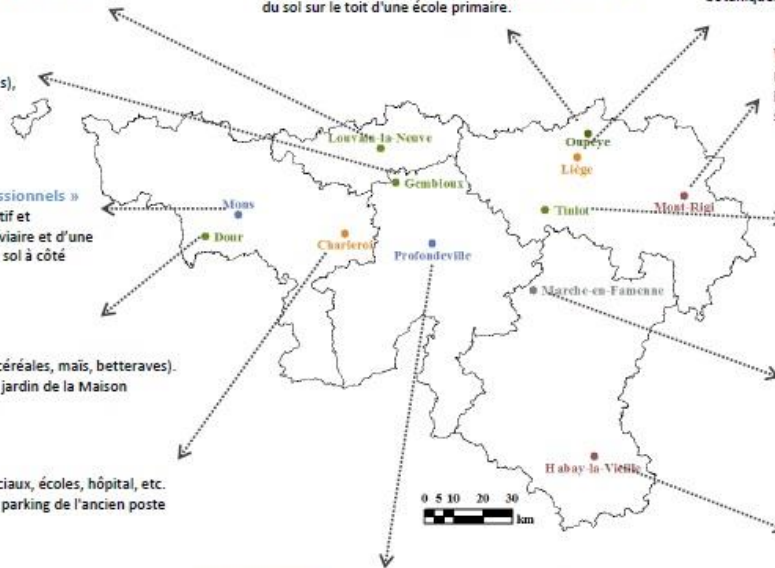 du sol sur le toit d'une école primaire.
s),
Louvain-la-Neuve
Oupeye
Liège
Gembloux
ssionnels »
Mons
Tinlot
Mont-Rigi
tif et
viaire et d'une
Dour
Charleroi
sol à côté
Profondeville
Marche-en-Famenne
céréales, maïs, betteraves).
jardin de la Maison
Habay-la-Vieille
ciaux, écoles, hôpital, etc.
parking de l'ancien poste
0 5 10 20 30
km